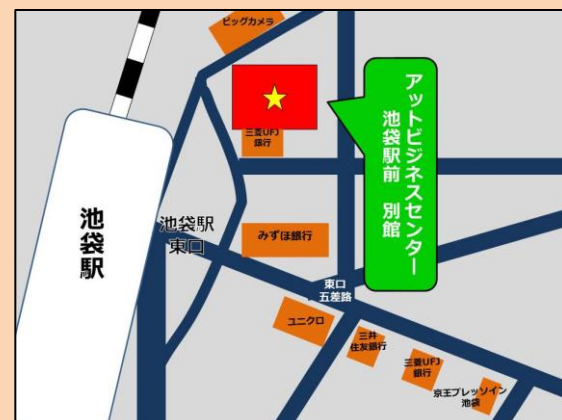 ビッグカメラ
三菱UFJ
銀行
アットビジネスセンター
池袋駅前 別館
池袋駅
池袋駅
東口
みずほ銀行
東口
五差路
ユニクロ
三井
住友銀行
三菱UFJ
銀行
京王プレッソイン
池袋